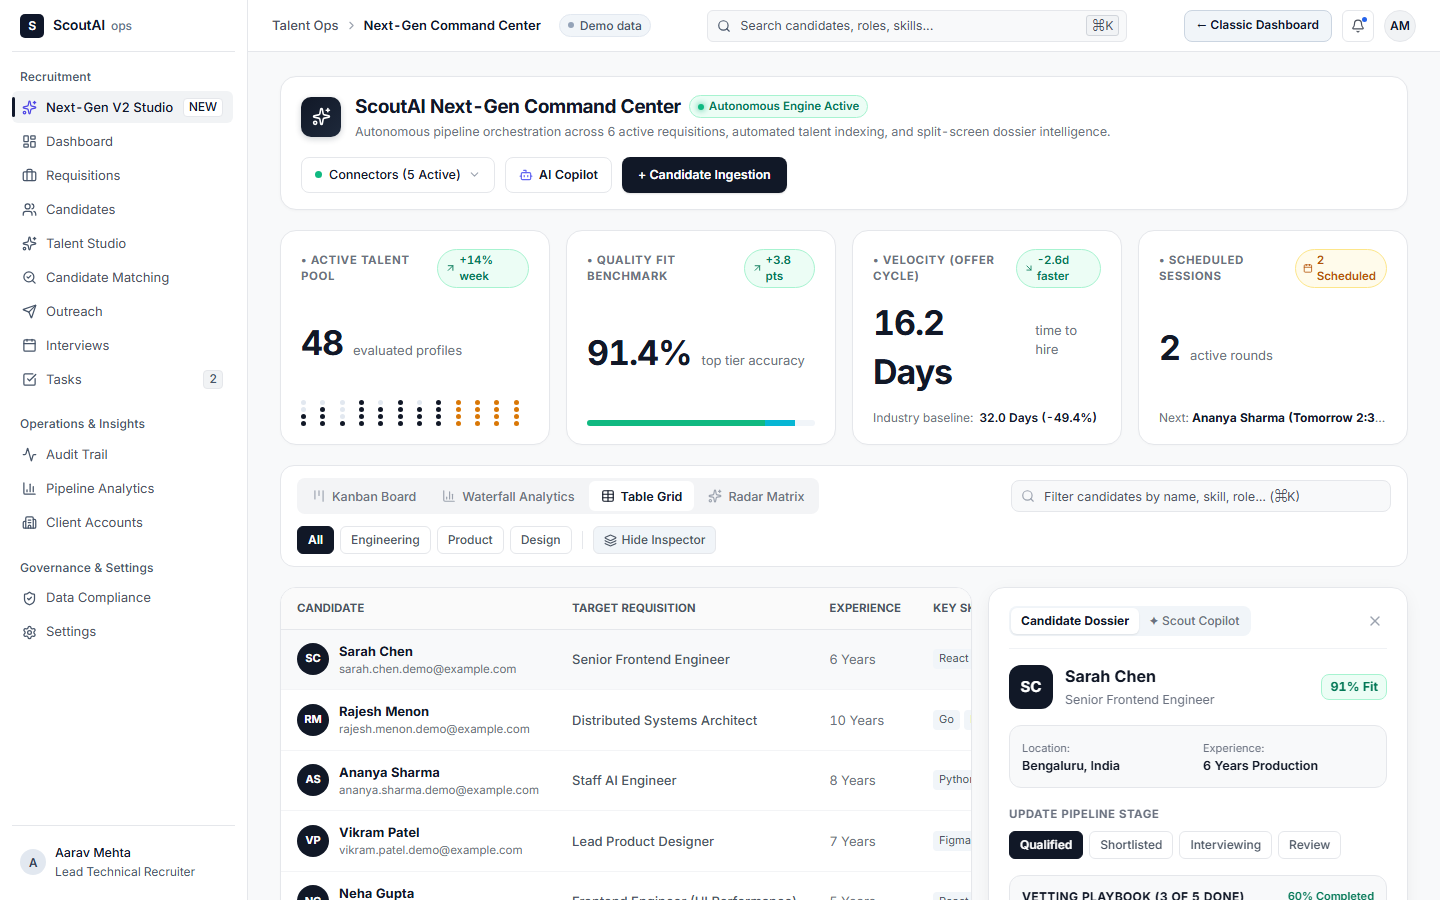 S ScoutAI ops
Recruitment
Next-Gen V2 Studio NEW
Dashboard
Requisitions
Candidates
Talent Studio
Candidate Matching
Outreach
Interviews
Tasks 2
Operations & Insights
Audit Trail
Pipeline Analytics
Client Accounts
Governance & Settings
Data Compliance
Settings
A Aarav Mehta
Lead Technical Recruiter
Talent Ops > Next-Gen Command Center • Demo data
Search candidates, roles, skills... ⌘K
← Classic Dashboard
AM
ScoutAI Next-Gen Command Center • Autonomous Engine Active
Autonomous pipeline orchestration across 6 active requisitions, automated talent indexing, and split-screen dossier intelligence.
Connectors (5 Active)
AI Copilot
+ Candidate Ingestion
• ACTIVE TALENT
POOL
+14%
week
48 evaluated profiles
• QUALITY FIT
BENCHMARK
+3.8
pts
91.4% top tier accuracy
• VELOCITY (OFFER
CYCLE)
-2.6d
faster
16.2
Days
time to
hire
Industry baseline: 32.0 Days (-49.4%)
• SCHEDULED
SESSIONS
2
Scheduled
2 active rounds
Next: Ananya Sharma (Tomorrow 2:3...
Kanban Board
Waterfall Analytics
Table Grid
Radar Matrix
Filter candidates by name, skill, role... (⌘K)
All
Engineering
Product
Design
Hide Inspector
CANDIDATE TARGET REQUISITION EXPERIENCE KEY SK
SC Sarah Chen
sarah.chen.demo@example.com
Senior Frontend Engineer 6 Years React
RM Rajesh Menon
rajesh.menon.demo@example.com
Distributed Systems Architect 10 Years Go
AS Ananya Sharma
ananya.sharma.demo@example.com
Staff AI Engineer 8 Years Python
VP Vikram Patel
vikram.patel.demo@example.com
Lead Product Designer 7 Years Figma
NG Neha Gupta
Frontend Engineer (UI Performance) 5 Years React
Candidate Dossier
✦ Scout Copilot
SC Sarah Chen
Senior Frontend Engineer
91% Fit
Location:
Bengaluru, India
Experience:
6 Years Production
UPDATE PIPELINE STAGE
Qualified
Shortlisted
Interviewing
Review
VETTING PLAYBOOK (3 OF 5 DONE) 60% Completed